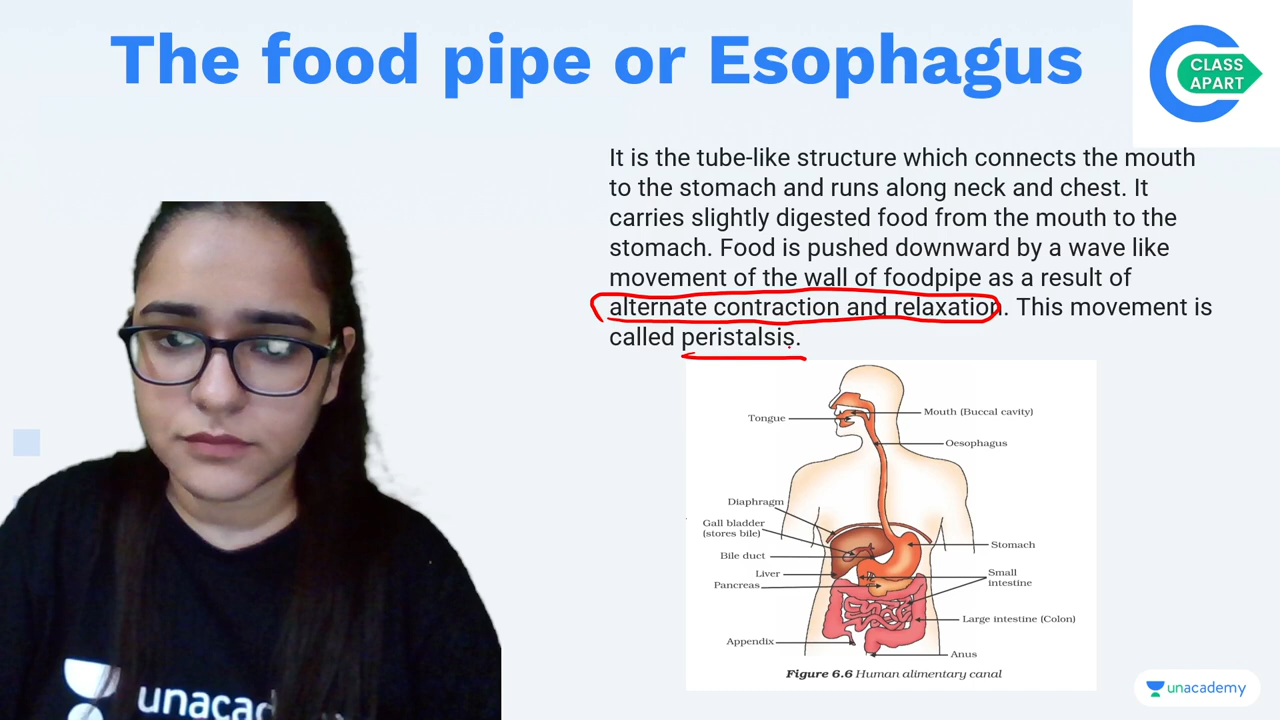 The food pipe or Esophagus
CLASS
APART
It is the tube-like structure which connects the mouth
to the stomach and runs along neck and chest. It
carries slightly digested food from the mouth to the
stomach. Food is pushed downward by a wave like
movement of the wall of foodpipe as a result of
alternate contraction and relaxation. This movement is
called peristalsis.
Tongue
Mouth (Buccal cavity)
Oesophagus
Diaphragm
Gall bladder
(stores bile)
Bile duct
Liver
Pancreas
Stomach
Small
intestine
Large intestine (Colon)
Appendix
Anus
Figure 6.6 Human alimentary canal
unacademy